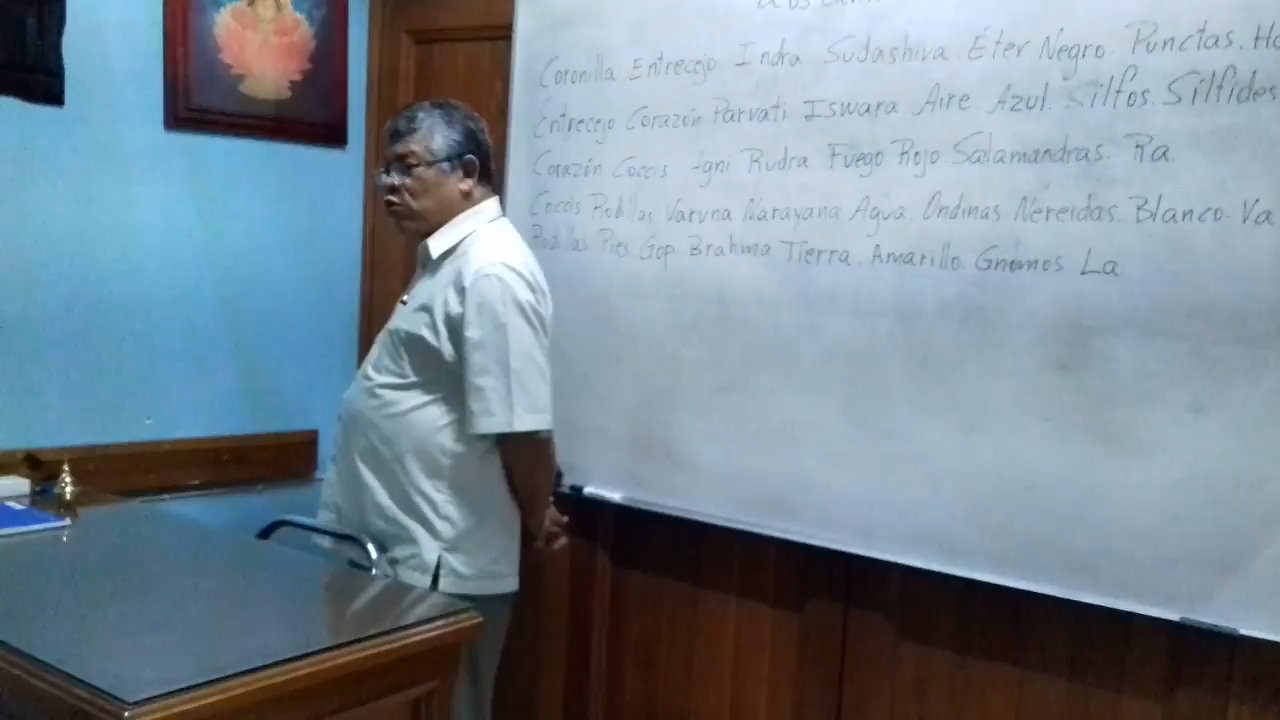 Coronilla Entrecejo Indra Sudashiva Éter Negro. Punctas. Ha
Entrecejo Corazón Parvati Iswara Aire Azul. Silfos. Sílfides
Corazón Coccis Agni Rudra Fuego Rojo. Salamandras. Ra.
Coccis Rodillas Varuna Narayana Agua. Ondinas Nereidas. Blanco. Va
Rodillas Pies Gop Brahma Tierra. Amarillo. Gnomos La